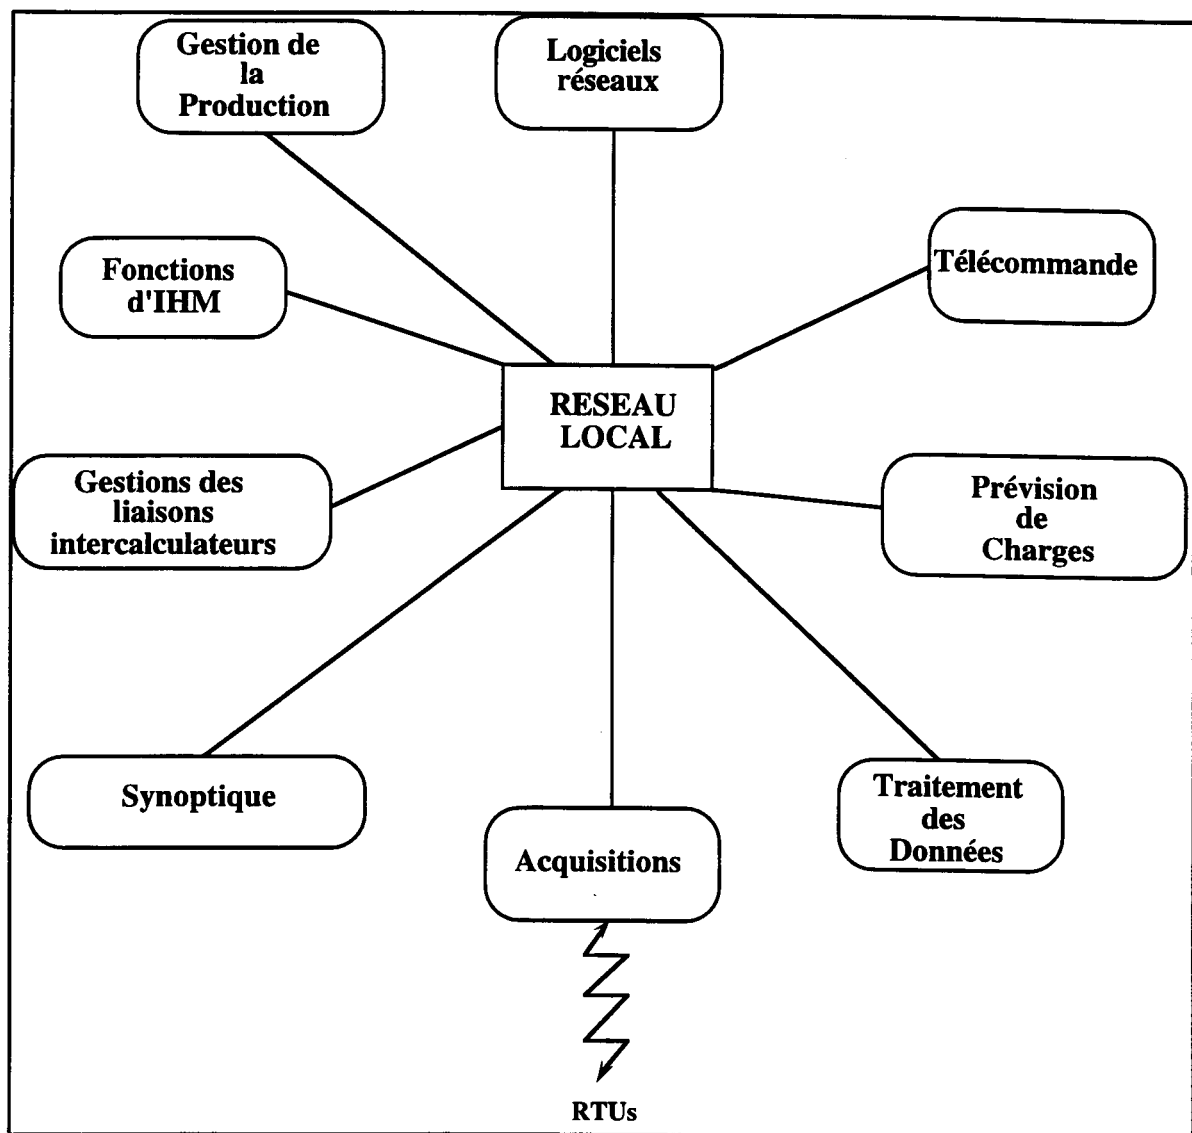 Gestion de
la
Production
Logiciels
réseaux
Télécommande
Fonctions
d'IHM
RESEAU
LOCAL
Gestions des
liaisons
intercalculateurs
Prévision
de
Charges
Synoptique
Acquisitions
Traitement
des
Données
RTUs